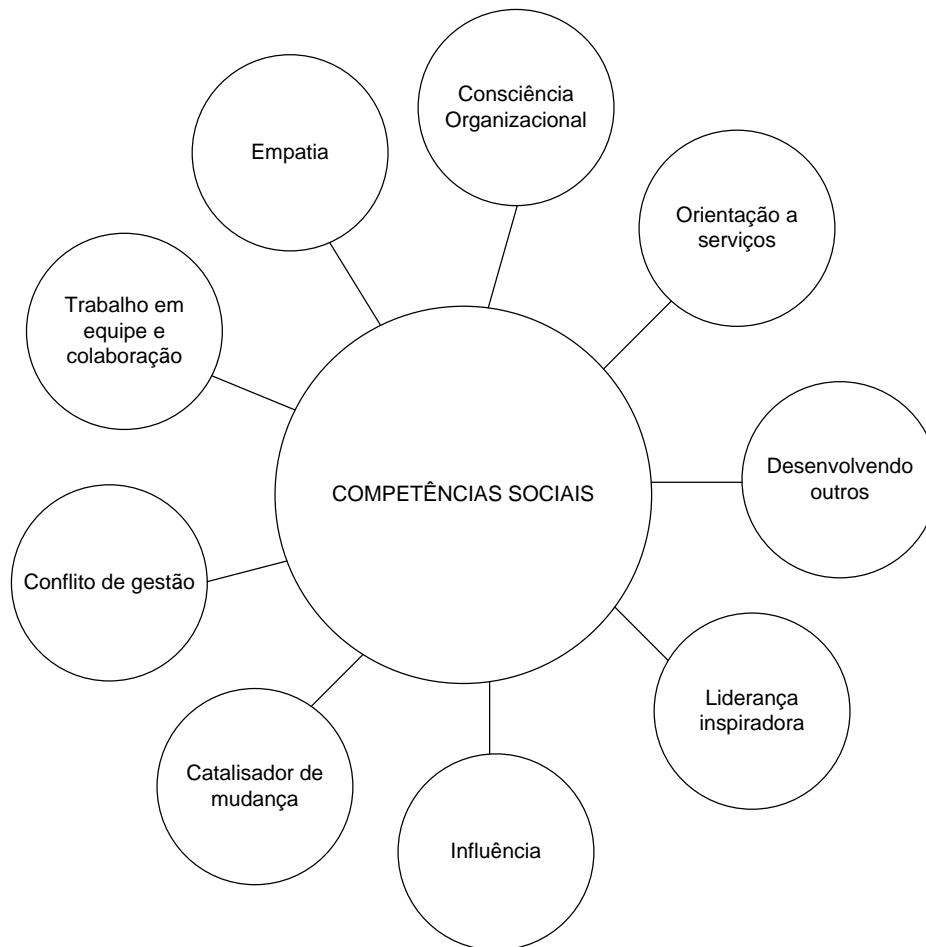 Consciência
Organizacional
Empatia
Orientação a
serviços
Trabalho em
equipe e
colaboração
Desenvolvendo
outros
COMPETÊNCIAS SOCIAIS
Conflito de gestão
Liderança
inspiradora
Catalisador de
mudança
Influência